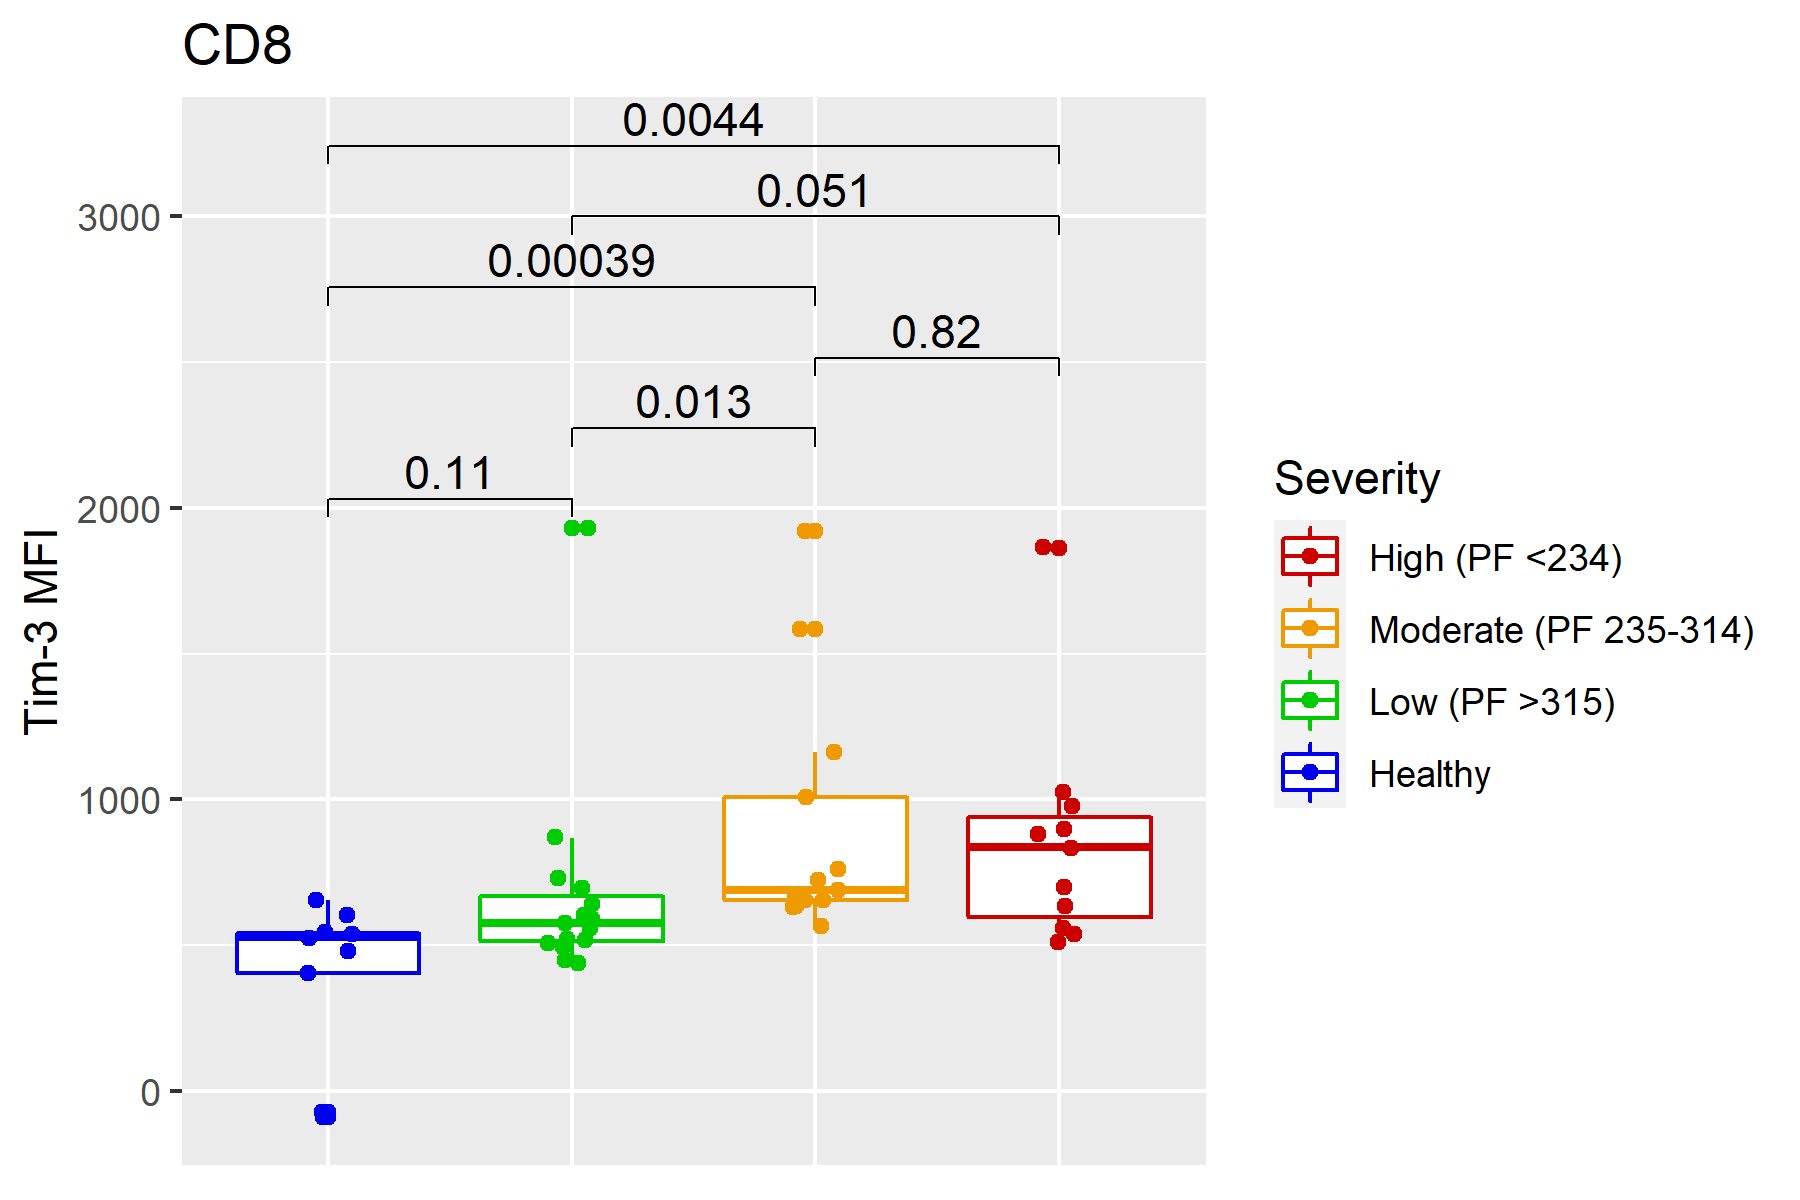 CD8
0.0044
0.051
0.00039
0.82
0.013
0.11
3000
2000
1000
0
Tim-3 MFI
Severity
High (PF <234)
Moderate (PF 235-314)
Low (PF >315)
Healthy